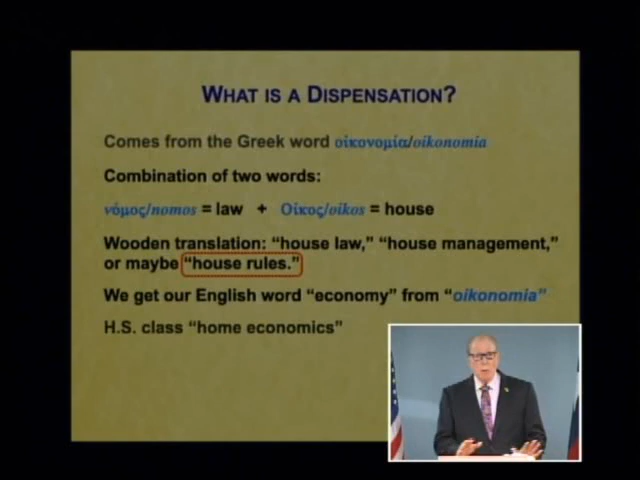 WHAT IS A DISPENSATION?
Comes from the Greek word οἰκονομία/oikonomia
Combination of two words:
νόμος/nomos = law + Οἶκος/oikos = house
Wooden translation: “house law,” “house management,”
or maybe “house rules.”
We get our English word “economy” from “oikonomia”
H.S. class “home economics”